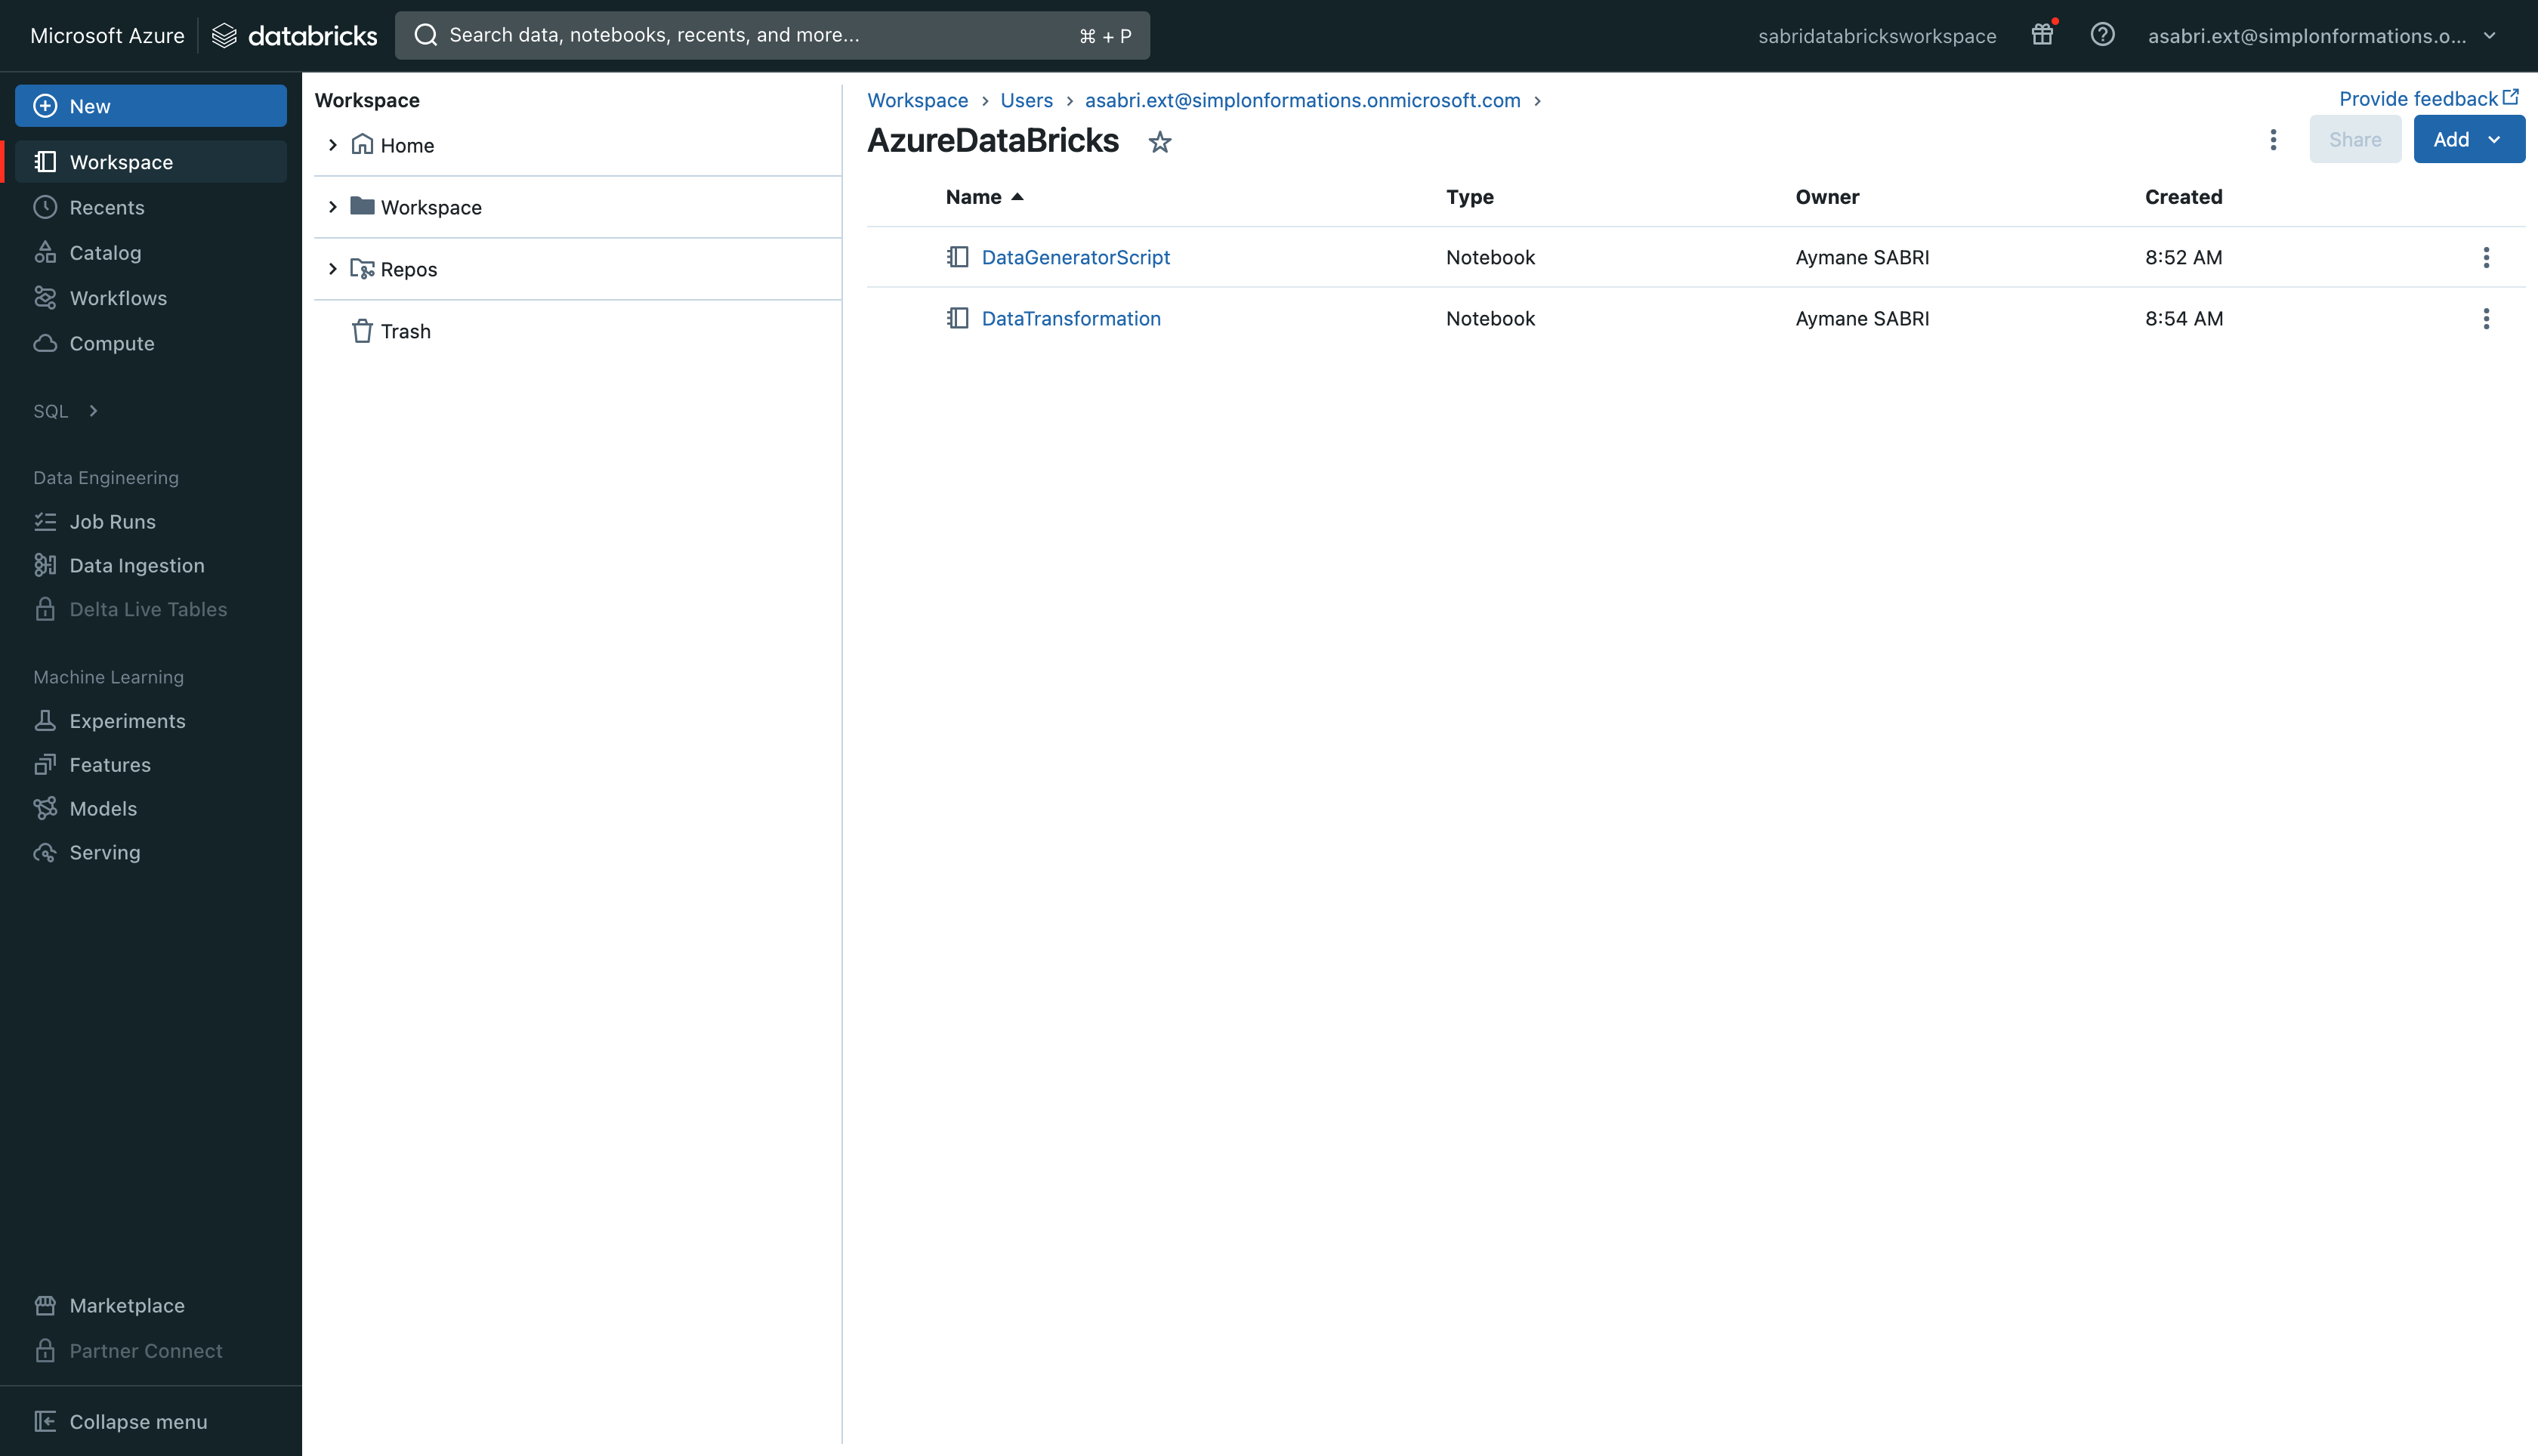 Microsoft Azure databricks Search data, notebooks, recents, and more... ⌘ + P sabridatabricksworkspace asabri.ext@simplonformations.o...
New
Workspace
Recents
Catalog
Workflows
Compute
SQL
Data Engineering
Job Runs
Data Ingestion
Delta Live Tables
Machine Learning
Experiments
Features
Models
Serving
Marketplace
Partner Connect
Collapse menu
Workspace
Home
Workspace
Repos
Trash
Workspace > Users > asabri.ext@simplonformations.onmicrosoft.com >
Provide feedback
AzureDataBricks
Share Add
Name Type Owner Created
DataGeneratorScript Notebook Aymane SABRI 8:52 AM
DataTransformation Notebook Aymane SABRI 8:54 AM